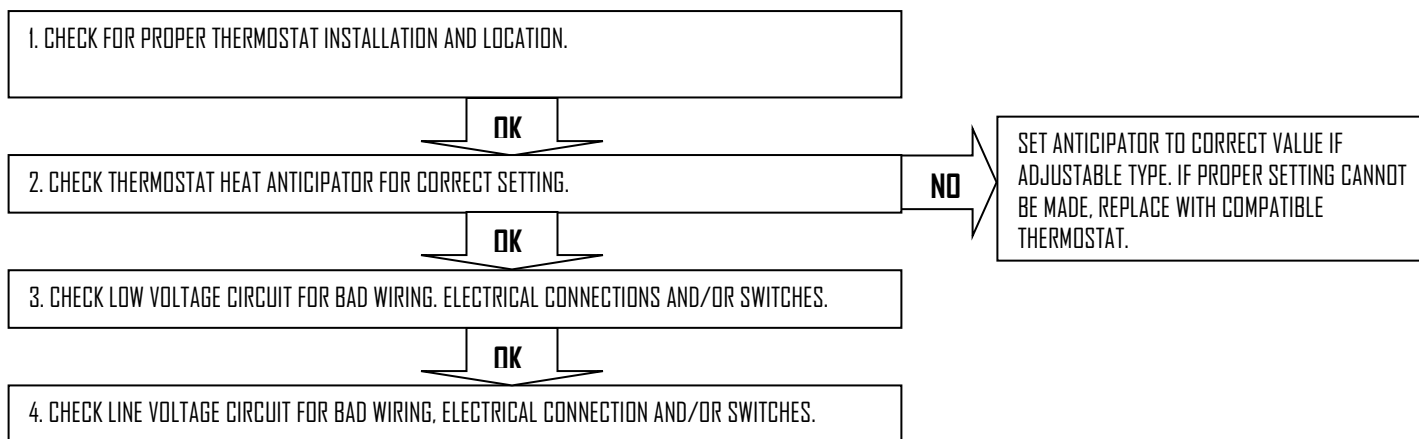 1. CHECK FOR PROPER THERMOSTAT INSTALLATION AND LOCATION.
OK
2. CHECK THERMOSTAT HEAT ANTICIPATOR FOR CORRECT SETTING.
NO
SET ANTICIPATOR TO CORRECT VALUE IF
ADJUSTABLE TYPE. IF PROPER SETTING CANNOT
BE MADE, REPLACE WITH COMPATIBLE
THERMOSTAT.
OK
3. CHECK LOW VOLTAGE CIRCUIT FOR BAD WIRING. ELECTRICAL CONNECTIONS AND/OR SWITCHES.
OK
4. CHECK LINE VOLTAGE CIRCUIT FOR BAD WIRING, ELECTRICAL CONNECTION AND/OR SWITCHES.